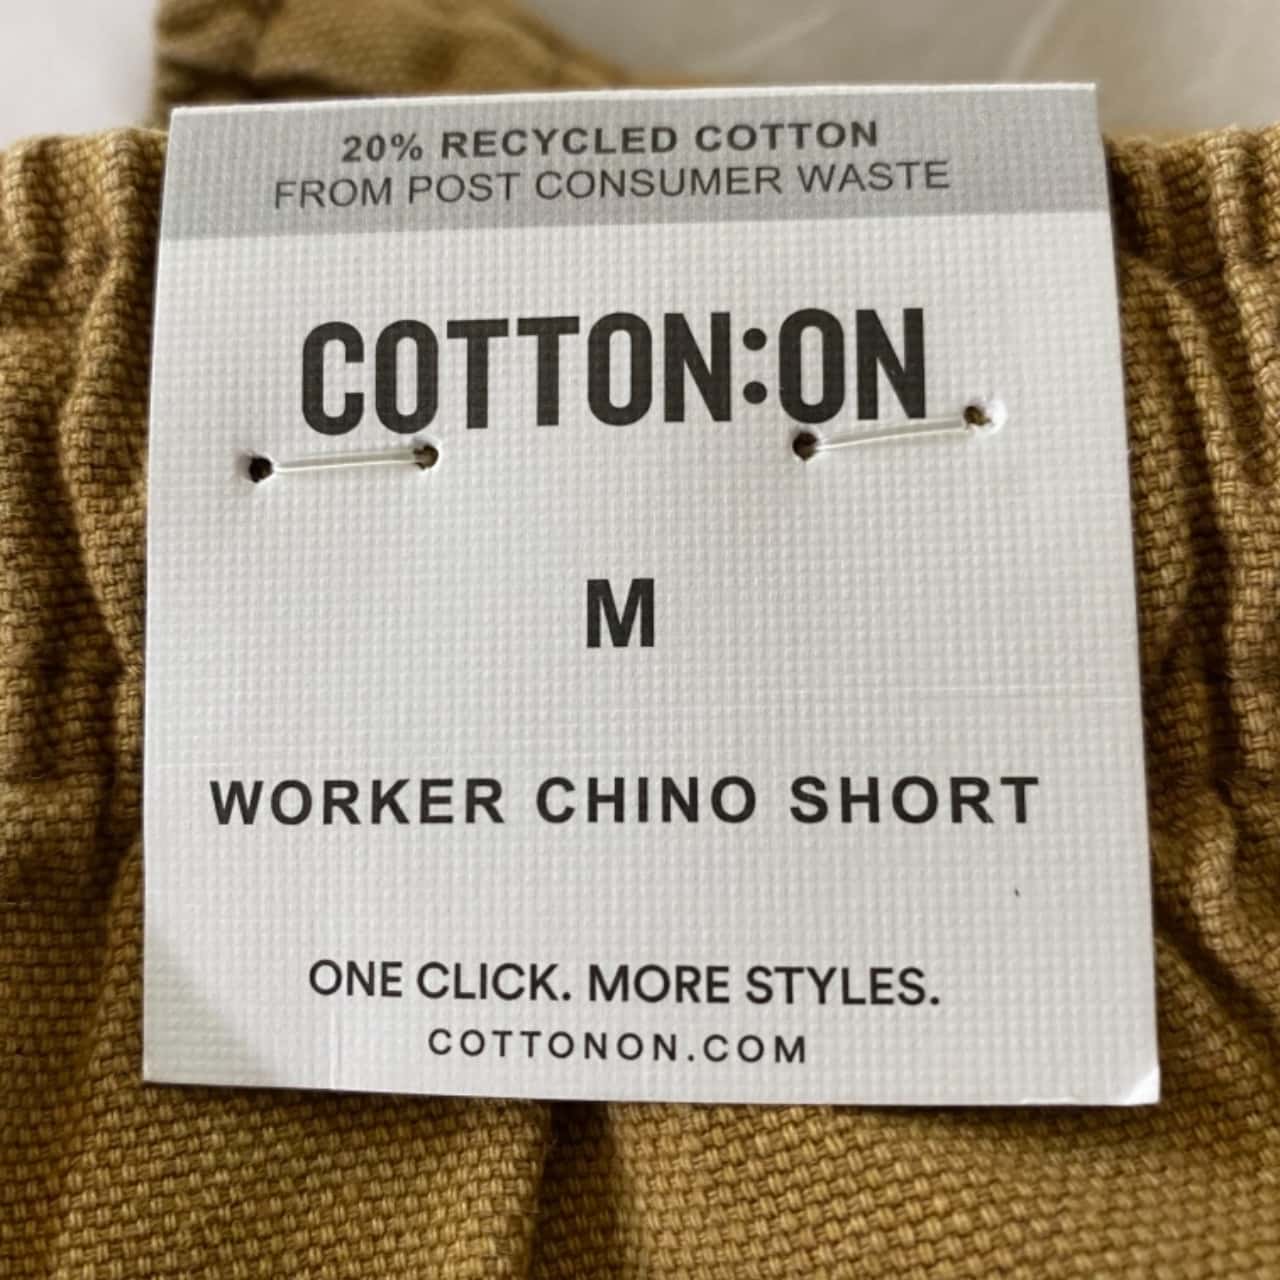 20% RECYCLED COTTON
FROM POST CONSUMER WASTE
COTTON:ON
M
WORKER CHINO SHORT
ONE CLICK. MORE STYLES.
COTTONON.COM